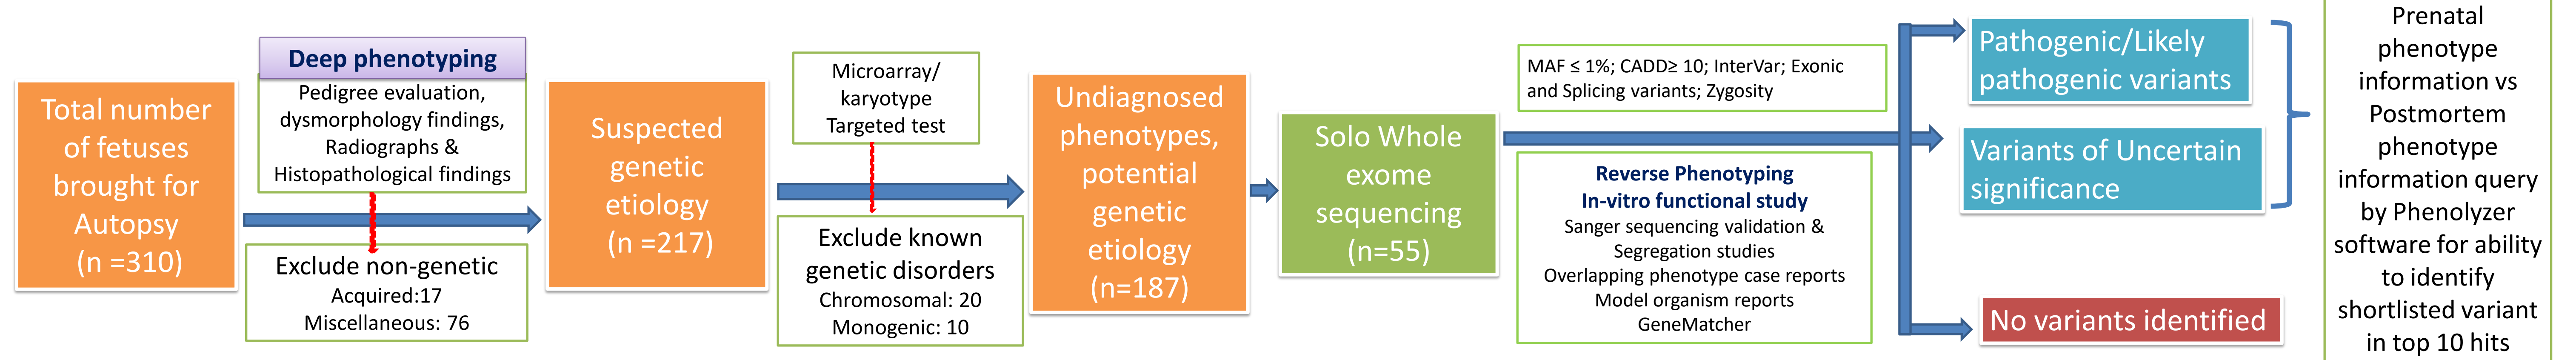 Total number
of fetuses
brought for
Autopsy
(n =310)
Deep phenotyping
Pedigree evaluation,
dysmorphology findings,
Radiographs &
Histopathological findings
Exclude non-genetic
Acquired:17
Miscellaneous: 76
Suspected
genetic
etiology
(n =217)
Microarray/
karyotype
Targeted test
Exclude known
genetic disorders
Chromosomal: 20
Monogenic: 10
Undiagnosed
phenotypes,
potential
genetic
etiology
(n=187)
Solo Whole
exome
sequencing
(n=55)
MAF ≤ 1%; CADD≥ 10; InterVar; Exonic
and Splicing variants; Zygosity
Reverse Phenotyping
In-vitro functional study
Sanger sequencing validation &
Segregation studies
Overlapping phenotype case reports
Model organism reports
GeneMatcher
Pathogenic/Likely
pathogenic variants
Variants of Uncertain
significance
No variants identified
Prenatal
phenotype
information vs
Postmortem
phenotype
information query
by Phenolyzer
software for ability
to identify
shortlisted variant
in top 10 hits